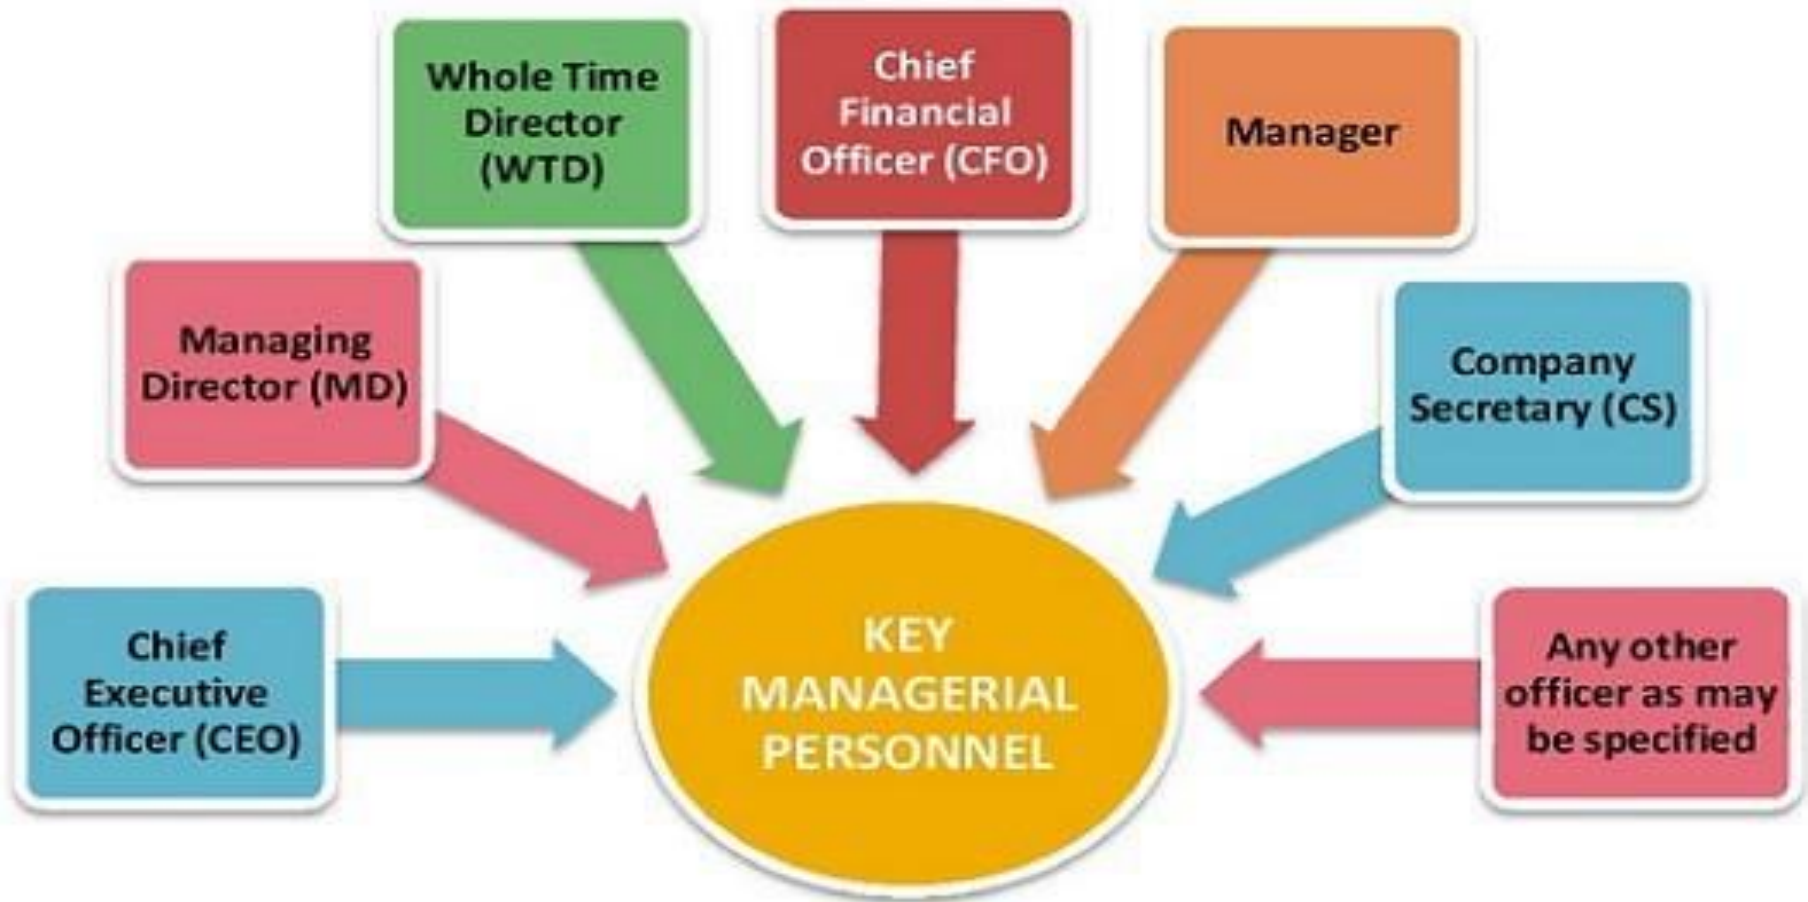 Whole Time
Director
(WTD)
Chief
Financial
Officer (CFO)
Manager
Managing
Director (MD)
Company
Secretary (CS)
Chief
Executive
Officer (CEO)
KEY
MANAGERIAL
PERSONNEL
Any other
officer as may
be specified